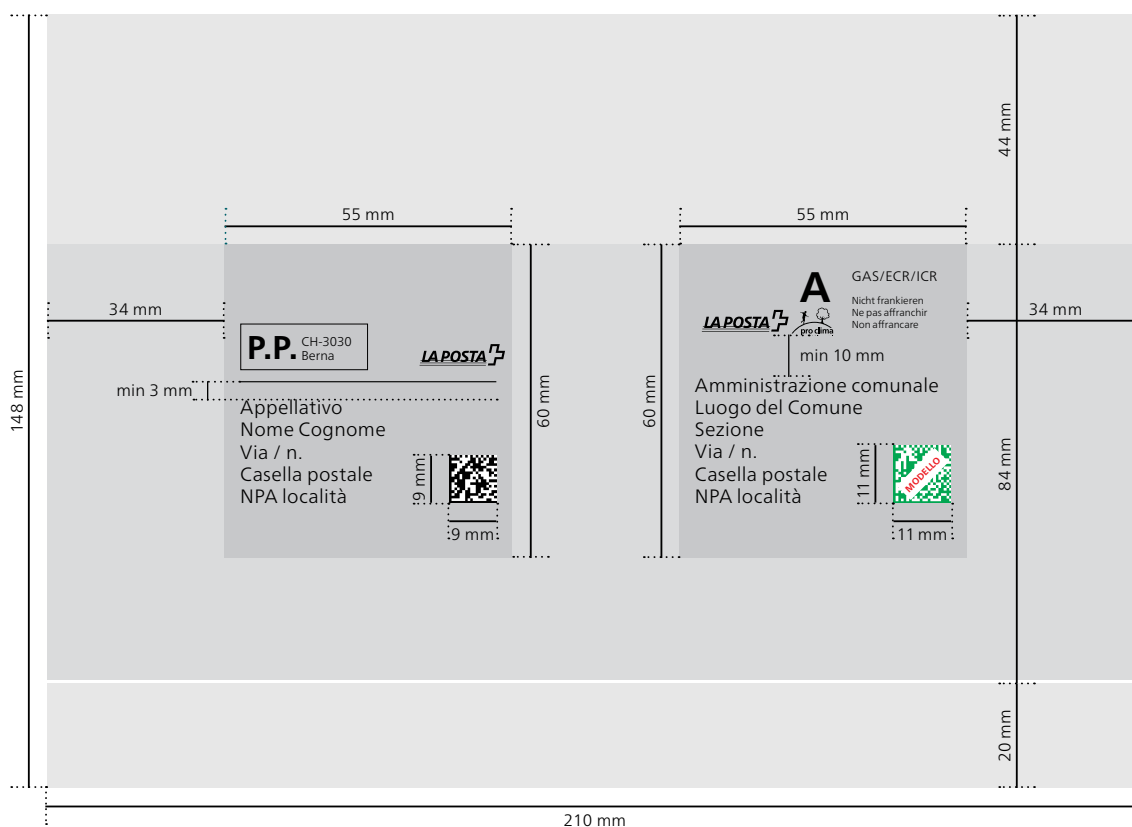 44 mm
55 mm
55 mm
34 mm
P.P. CH-3030
Berna
LA POSTA
min 3 mm
Appellativo
Nome Cognome
Via / n.
Casella postale
NPA località
9 mm
9 mm
60 mm
60 mm
A
GAS/ECR/ICR
Nicht frankieren
Ne pas affranchir
Non affrancare
LA POSTA
pro clima
min 10 mm
34 mm
Amministrazione comunale
Luogo del Comune
Sezione
Via / n.
Casella postale
NPA località
11 mm
MODELLO
11 mm
148 mm
84 mm
20 mm
210 mm